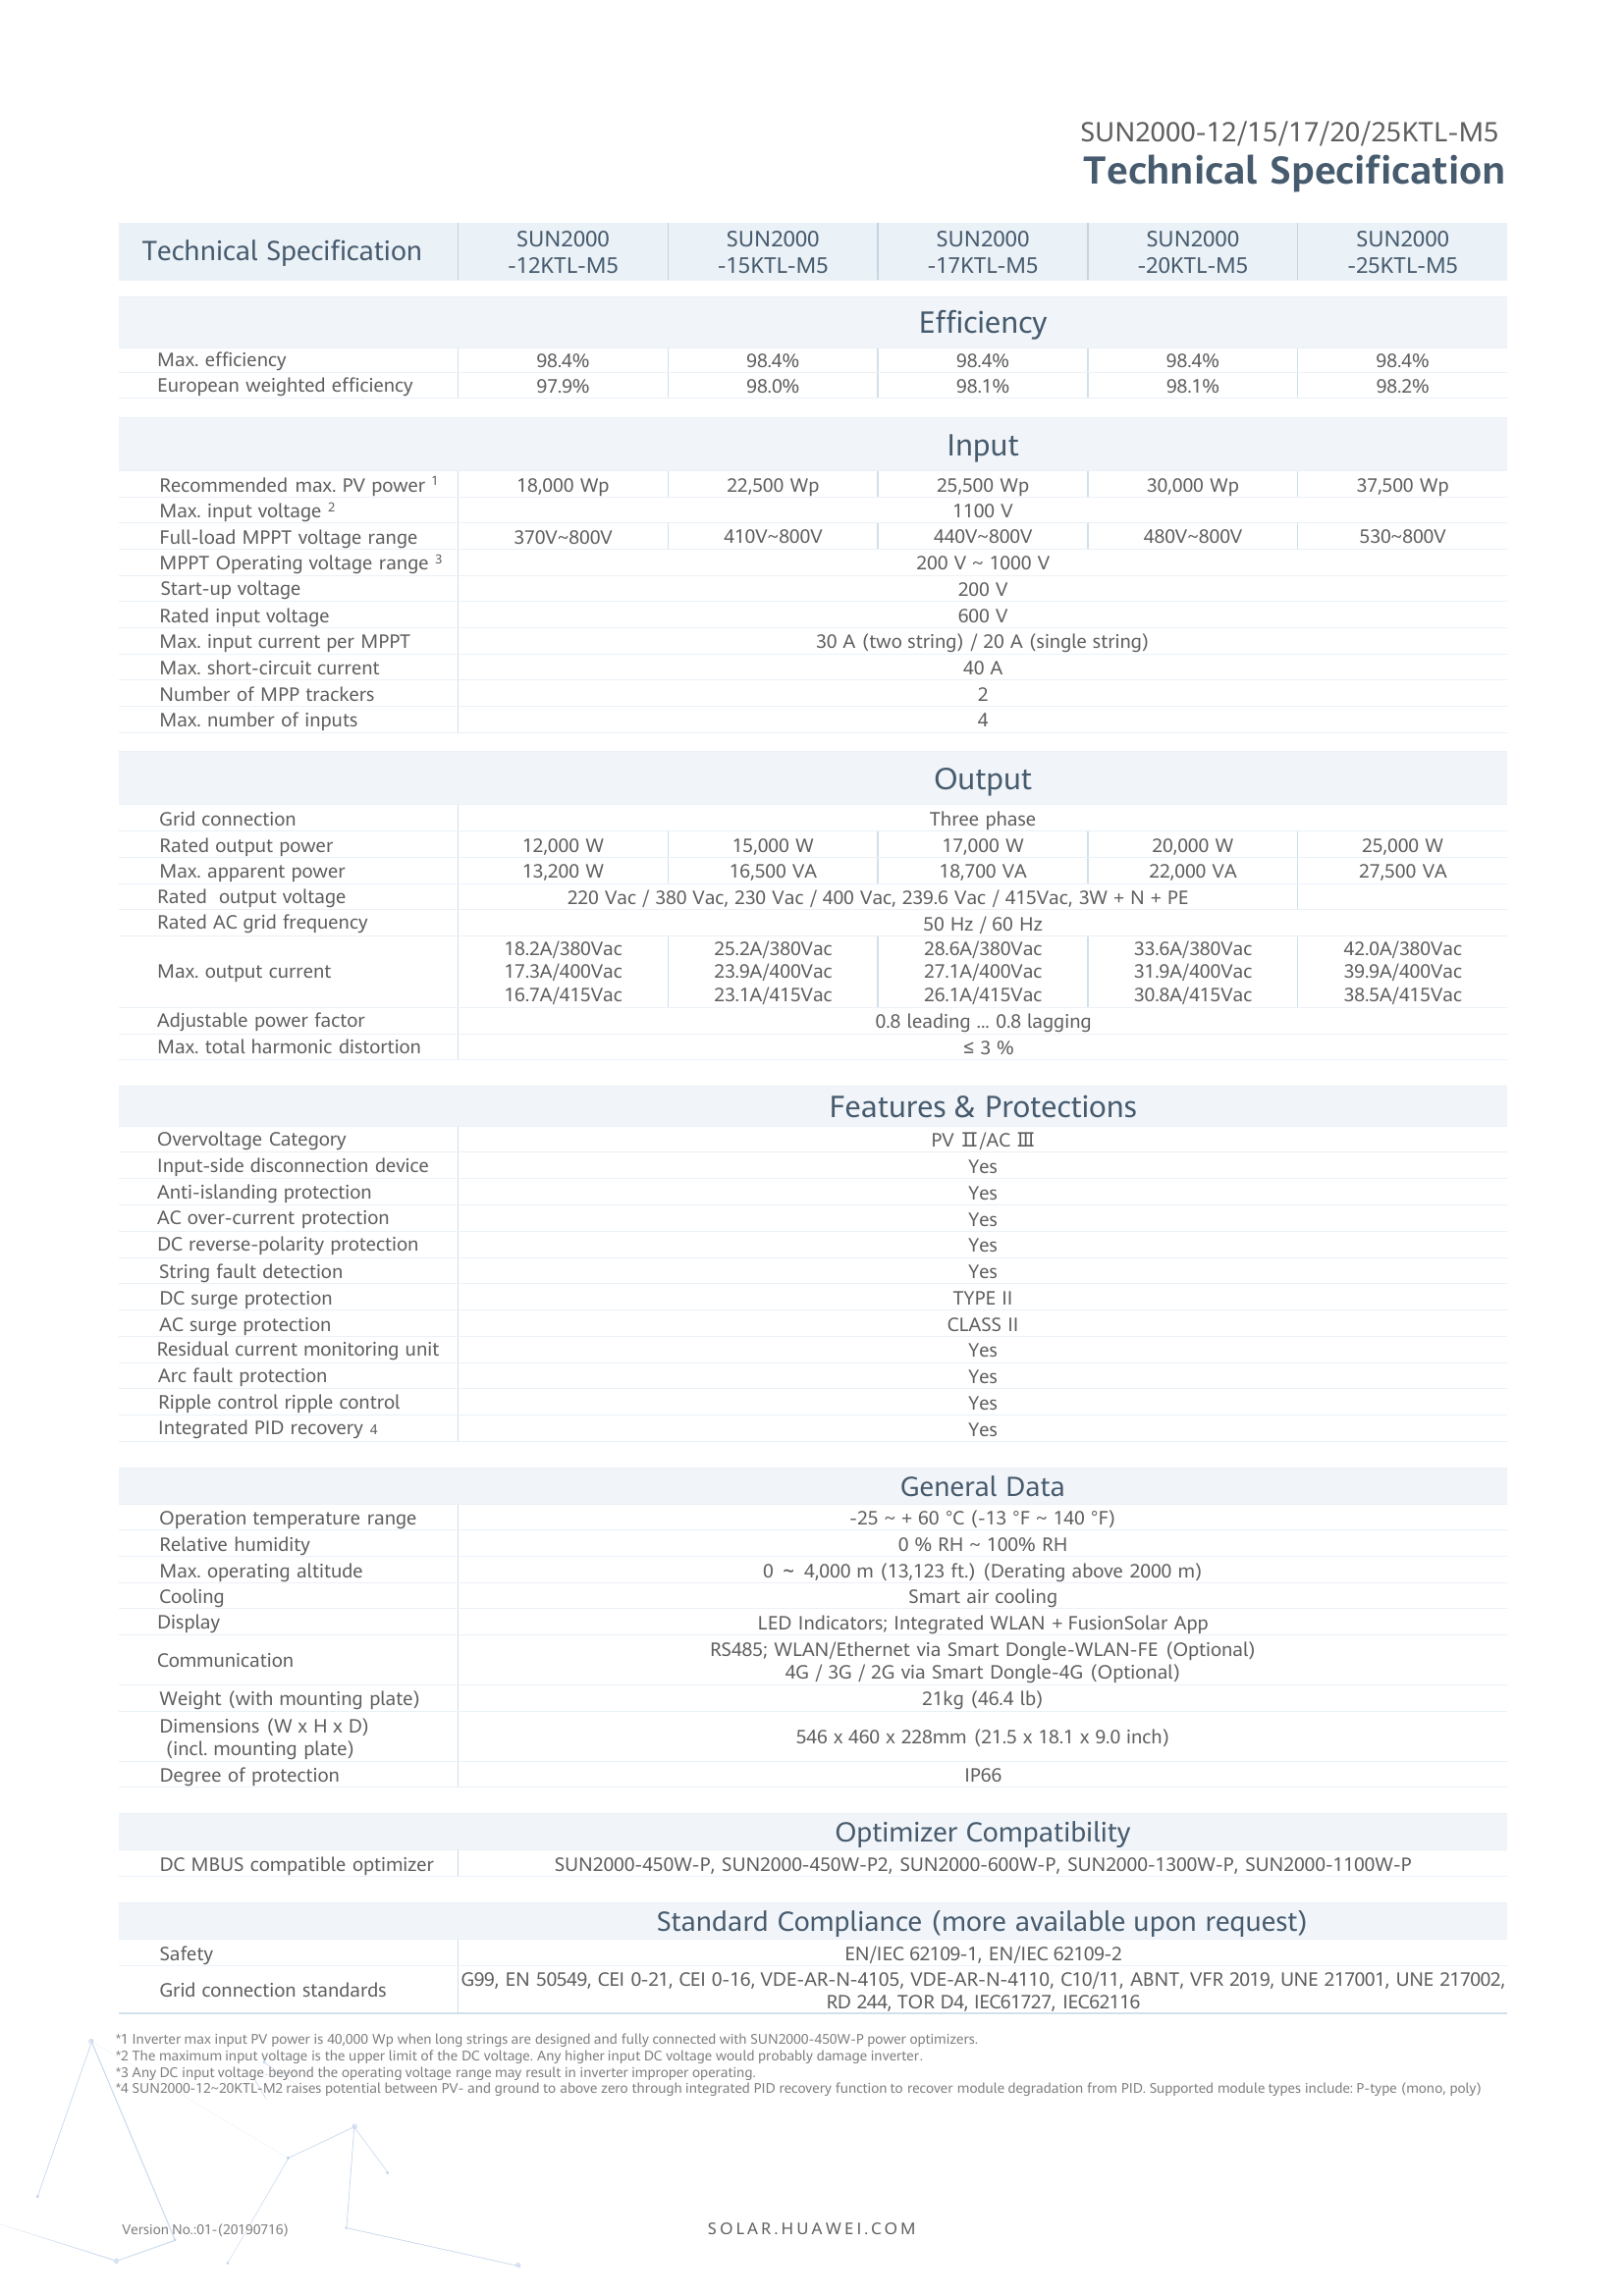 SUN2000-12/15/17/20/25KTL-M5
Technical Specification
Technical Specification SUN2000 -12KTL-M5 SUN2000 -15KTL-M5 SUN2000 -17KTL-M5 SUN2000 -20KTL-M5 SUN2000 -25KTL-M5
Efficiency
Max. efficiency 98.4% 98.4% 98.4% 98.4% 98.4%
European weighted efficiency 97.9% 98.0% 98.1% 98.1% 98.2%
Input
Recommended max. PV power 1 18,000 Wp 22,500 Wp 25,500 Wp 30,000 Wp 37,500 Wp
Max. input voltage 2 1100 V
Full-load MPPT voltage range 370V~800V 410V~800V 440V~800V 480V~800V 530~800V
MPPT Operating voltage range 3 200 V ~ 1000 V
Start-up voltage 200 V
Rated input voltage 600 V
Max. input current per MPPT 30 A (two string) / 20 A (single string)
Max. short-circuit current 40 A
Number of MPP trackers 2
Max. number of inputs 4
Output
Grid connection Three phase
Rated output power 12,000 W 15,000 W 17,000 W 20,000 W 25,000 W
Max. apparent power 13,200 W 16,500 VA 18,700 VA 22,000 VA 27,500 VA
Rated output voltage 220 Vac / 380 Vac, 230 Vac / 400 Vac, 239.6 Vac / 415Vac, 3W + N + PE
Rated AC grid frequency 50 Hz / 60 Hz
18.2A/380Vac 25.2A/380Vac 28.6A/380Vac 33.6A/380Vac 42.0A/380Vac
Max. output current 17.3A/400Vac 23.9A/400Vac 27.1A/400Vac 31.9A/400Vac 39.9A/400Vac
16.7A/415Vac 23.1A/415Vac 26.1A/415Vac 30.8A/415Vac 38.5A/415Vac
Adjustable power factor 0.8 leading ... 0.8 lagging
Max. total harmonic distortion ≤ 3 %
Features & Protections
Overvoltage Category PV Ⅱ/AC Ⅲ
Input-side disconnection device Yes
Anti-islanding protection Yes
AC over-current protection Yes
DC reverse-polarity protection Yes
String fault detection Yes
DC surge protection TYPE II
AC surge protection CLASS II
Residual current monitoring unit Yes
Arc fault protection Yes
Ripple control ripple control Yes
Integrated PID recovery 4 Yes
General Data
Operation temperature range -25 ~ + 60 °C (-13 °F ~ 140 °F)
Relative humidity 0 % RH ~ 100% RH
Max. operating altitude 0 ~ 4,000 m (13,123 ft.) (Derating above 2000 m)
Cooling Smart air cooling
Display LED Indicators; Integrated WLAN + FusionSolar App
Communication RS485; WLAN/Ethernet via Smart Dongle-WLAN-FE (Optional)
4G / 3G / 2G via Smart Dongle-4G (Optional)
Weight (with mounting plate) 21kg (46.4 lb)
Dimensions (W x H x D)
(incl. mounting plate) 546 x 460 x 228mm (21.5 x 18.1 x 9.0 inch)
Degree of protection IP66
Optimizer Compatibility
DC MBUS compatible optimizer SUN2000-450W-P, SUN2000-450W-P2, SUN2000-600W-P, SUN2000-1300W-P, SUN2000-1100W-P
Standard Compliance (more available upon request)
Safety EN/IEC 62109-1, EN/IEC 62109-2
Grid connection standards G99, EN 50549, CEI 0-21, CEI 0-16, VDE-AR-N-4105, VDE-AR-N-4110, C10/11, ABNT, VFR 2019, UNE 217001, UNE 217002,
RD 244, TOR D4, IEC61727, IEC62116
*1 Inverter max input PV power is 40,000 Wp when long strings are designed and fully connected with SUN2000-450W-P power optimizers.
*2 The maximum input voltage is the upper limit of the DC voltage. Any higher input DC voltage would probably damage inverter.
*3 Any DC input voltage beyond the operating voltage range may result in inverter improper operating.
*4 SUN2000-12~20KTL-M2 raises potential between PV- and ground to above zero through integrated PID recovery function to recover module degradation from PID. Supported module types include: P-type (mono, poly)
Version No.:01-(20190716)
SOLAR.HUAWEI.COM